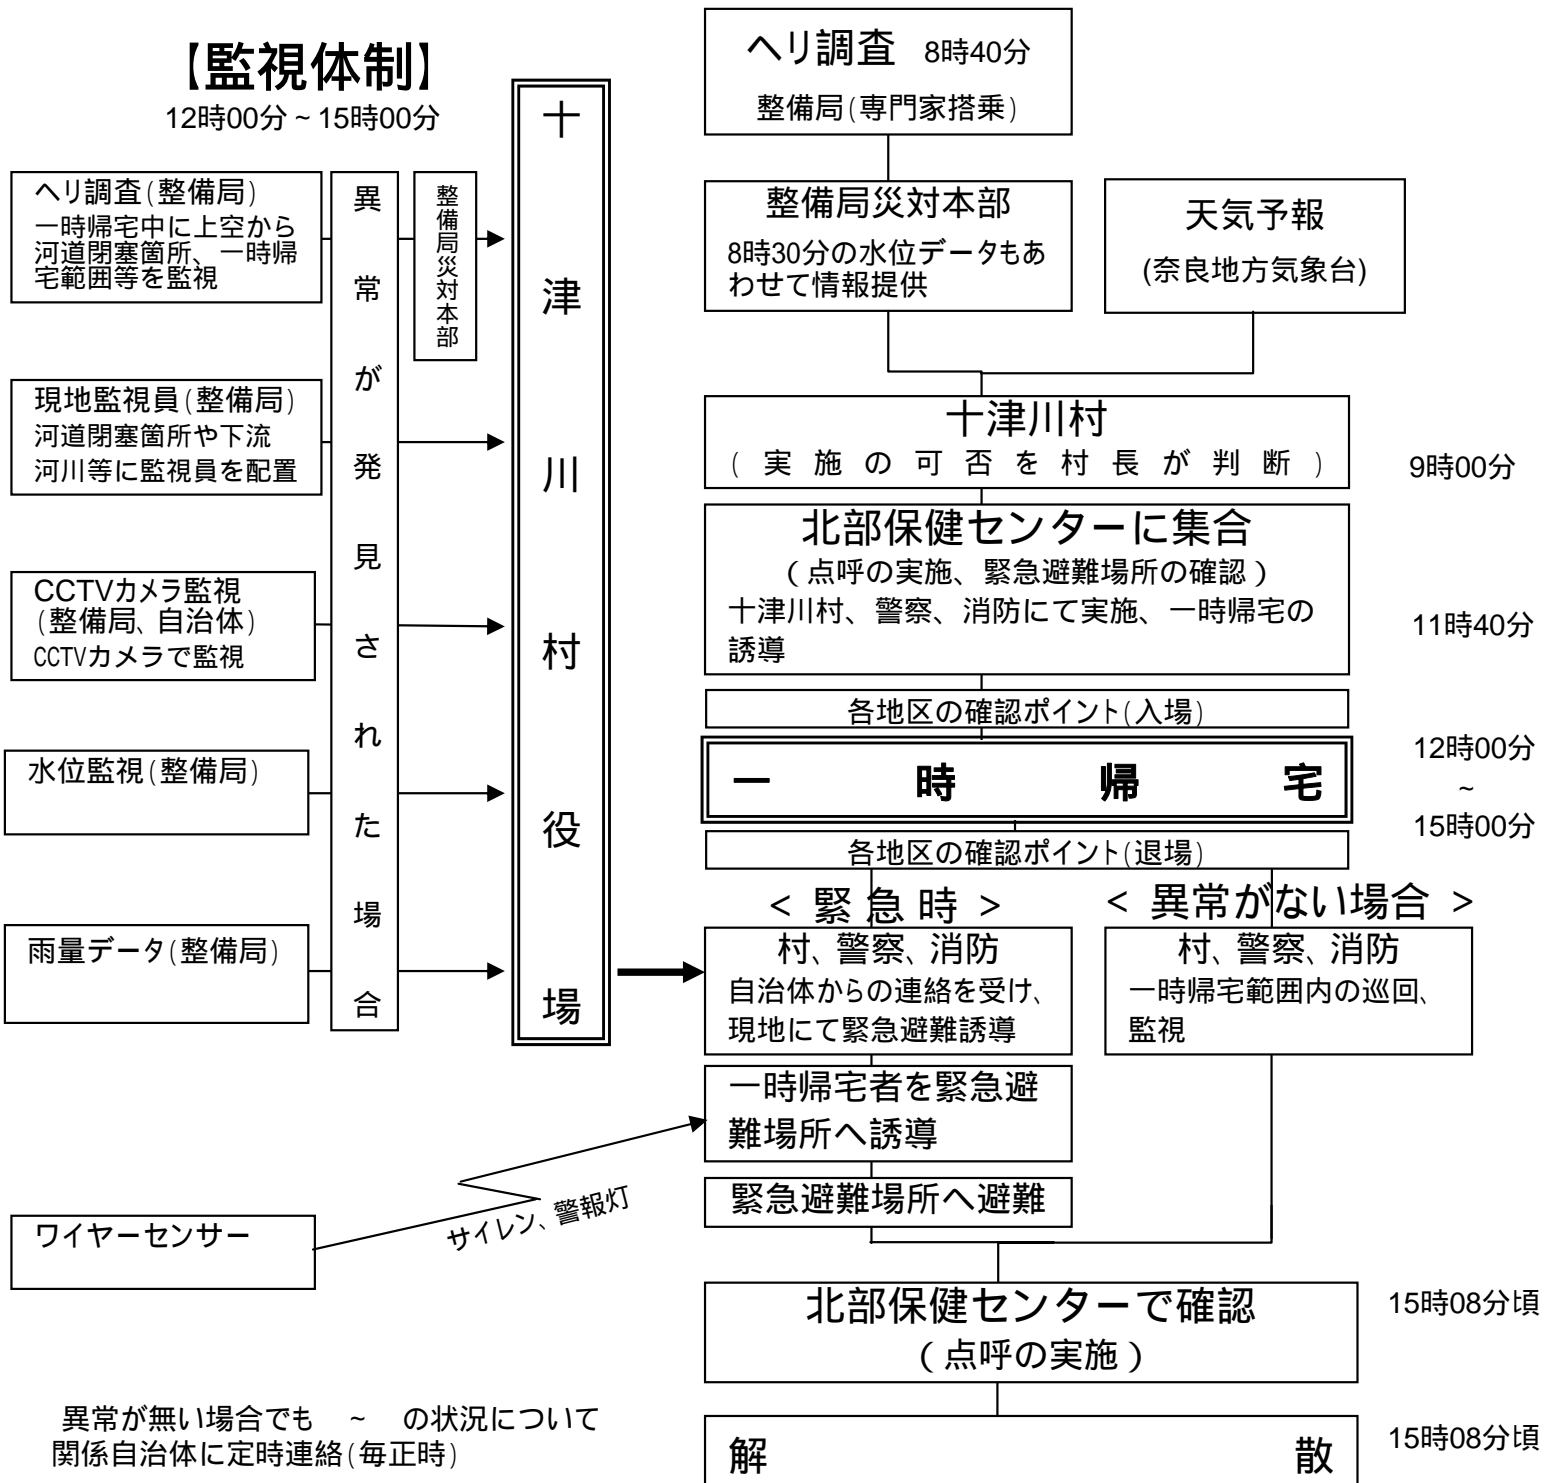 【監視体制】
12時00分～15時00分
ヘリ調査(整備局)
一時帰宅中に上空から
河道閉塞箇所、一時帰
宅範囲等を監視
現地監視員(整備局)
河道閉塞箇所や下流
河川等に監視員を配置
CCTVカメラ監視
(整備局、自治体)
CCTVカメラで監視
水位監視(整備局)
雨量データ(整備局)
ワイヤーセンサー
異常が発見された場合
整備局災対本部
十津川村役場
サイレン、警報灯
ヘリ調査 8時40分
整備局(専門家搭乗)
整備局災対本部
8時30分の水位データもあ
わせて情報提供
天気予報
(奈良地方気象台)
十津川村
(実施の可否を村長が判断)
9時00分
北部保健センターに集合
(点呼の実施、緊急避難場所の確認)
十津川村、警察、消防にて実施、一時帰宅の
誘導
11時40分
各地区の確認ポイント(入場)
一時帰宅
12時00分
～
15時00分
各地区の確認ポイント(退場)
<緊急時>
村、警察、消防
自治体からの連絡を受け、
現地にて緊急避難誘導
一時帰宅者を緊急避
難場所へ誘導
緊急避難場所へ避難
<異常がない場合>
村、警察、消防
一時帰宅範囲内の巡回、
監視
北部保健センターで確認
(点呼の実施)
15時08分頃
解散
15時08分頃
異常が無い場合でも ～ の状況について
関係自治体に定時連絡(毎正時)